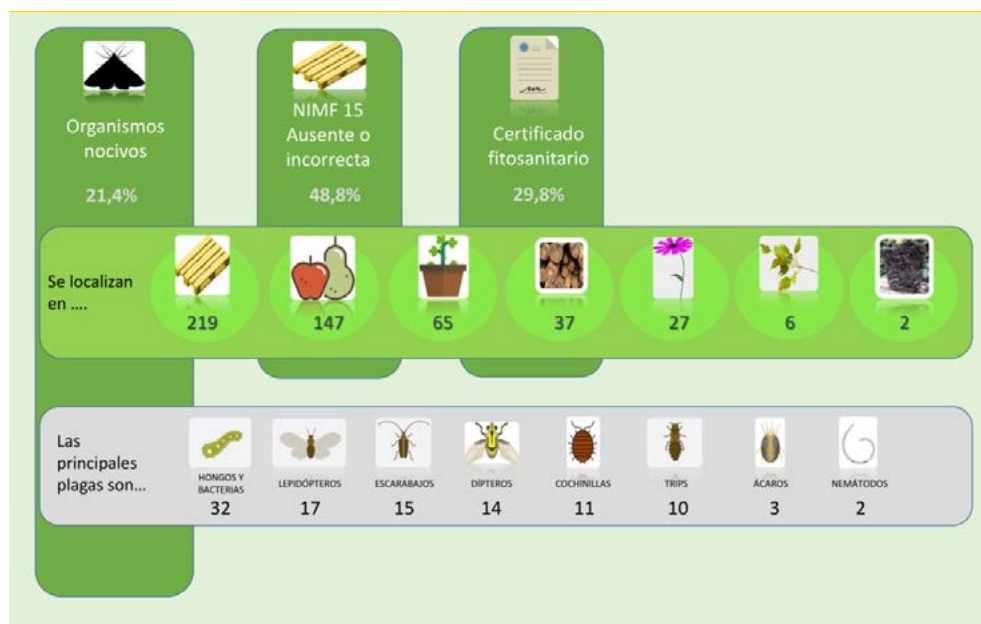 Organismos
nocivos
21,4%
NIMF 15
Ausente o
incorrecta
48,8%
Certificado
fitosanitario
29,8%
Se localizan
en ....
219
147
65
37
27
6
2
Las
principales
plagas son...
HONGOS Y
BACTERIAS
32
LEPIDÓPTEROS
17
ESCARABAJOS
15
DÍPTEROS
14
COCHINILLAS
11
TRIPS
10
ÁCAROS
3
NEMÁTODOS
2